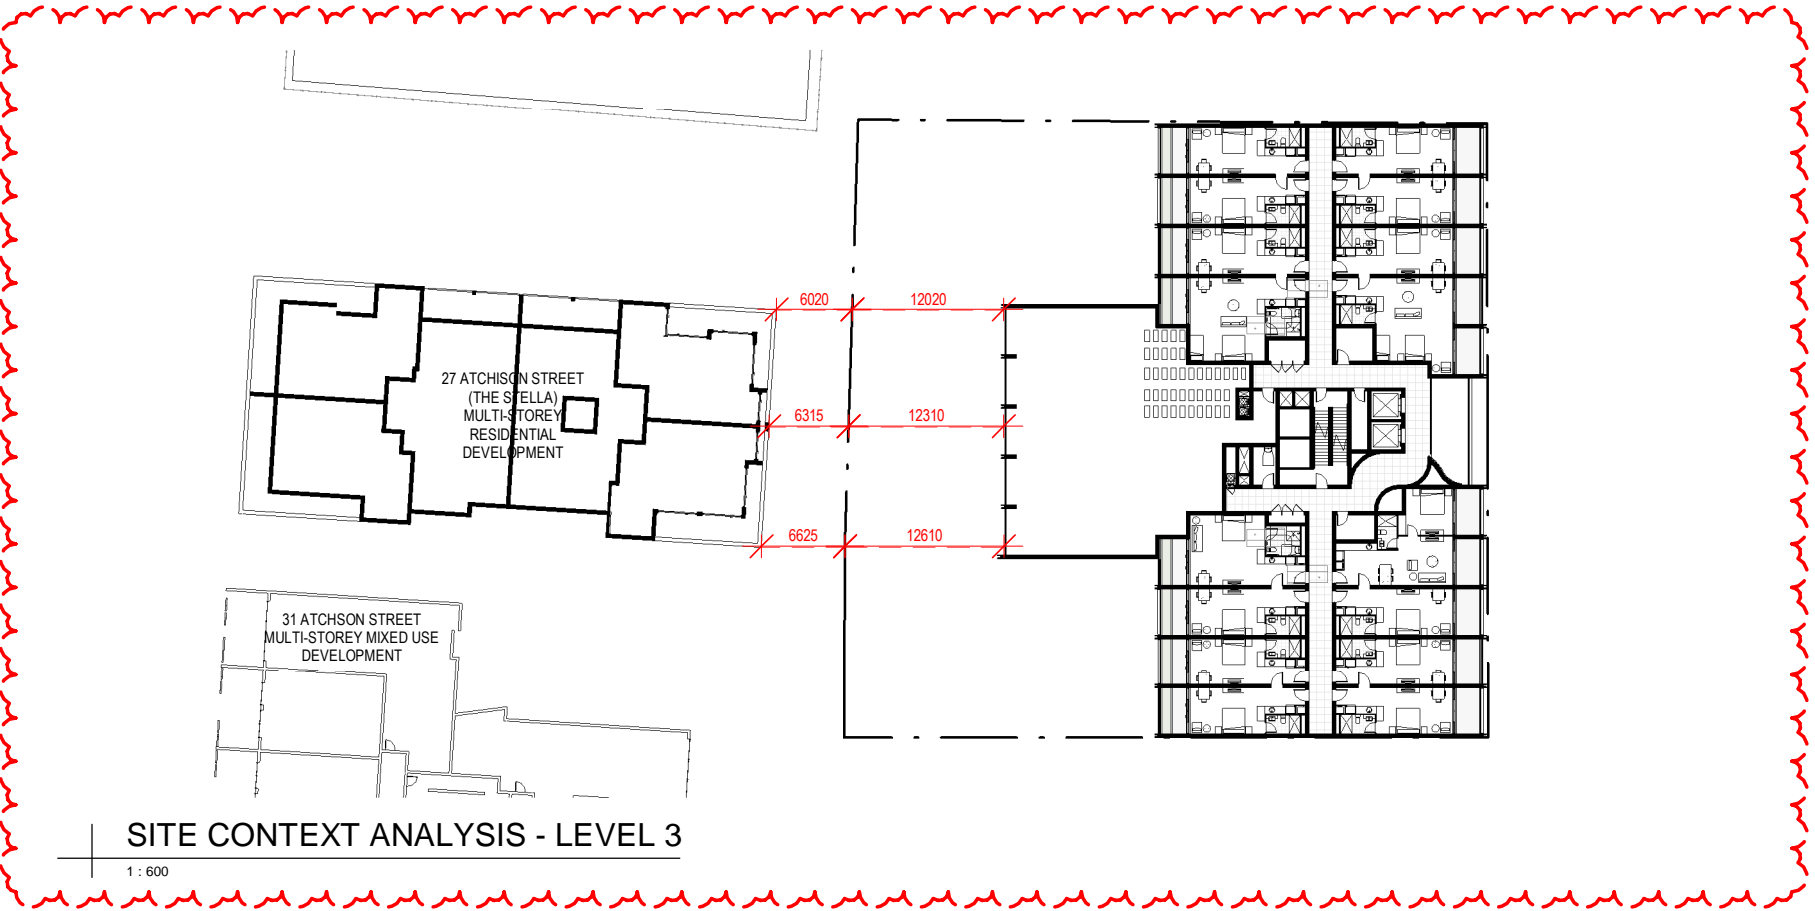 6020
12020
27 ATCHISON STREET
(THE STELLA)
MULTI-STOREY
RESIDENTIAL
DEVELOPMENT
6315
12310
6625
12610
31 ATCHSON STREET
MULTI-STOREY MIXED USE
DEVELOPMENT
SITE CONTEXT ANALYSIS - LEVEL 3
1 : 600